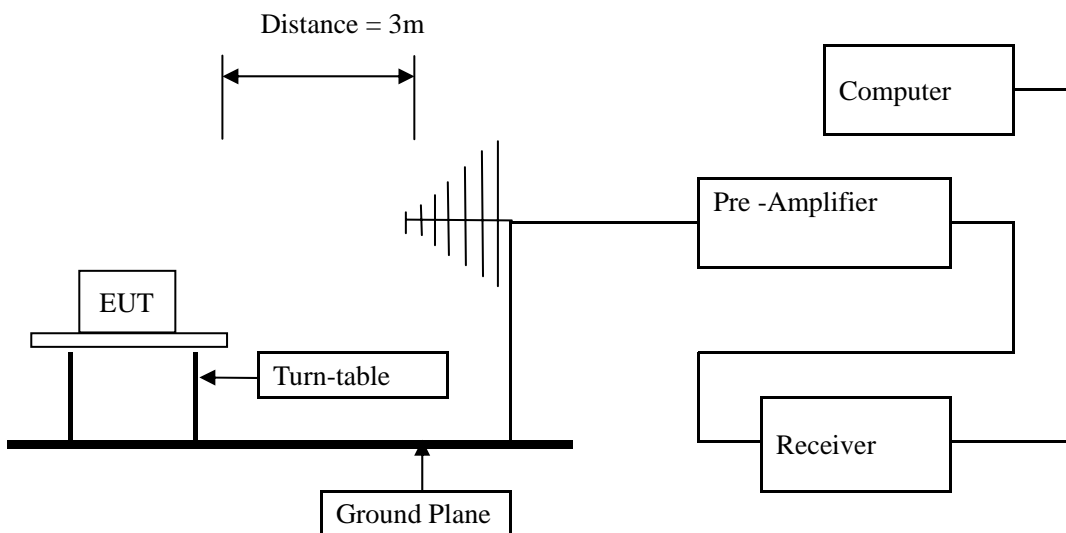 Distance = 3m
Computer
Pre -Amplifier
EUT
Turn-table
Receiver
Ground Plane